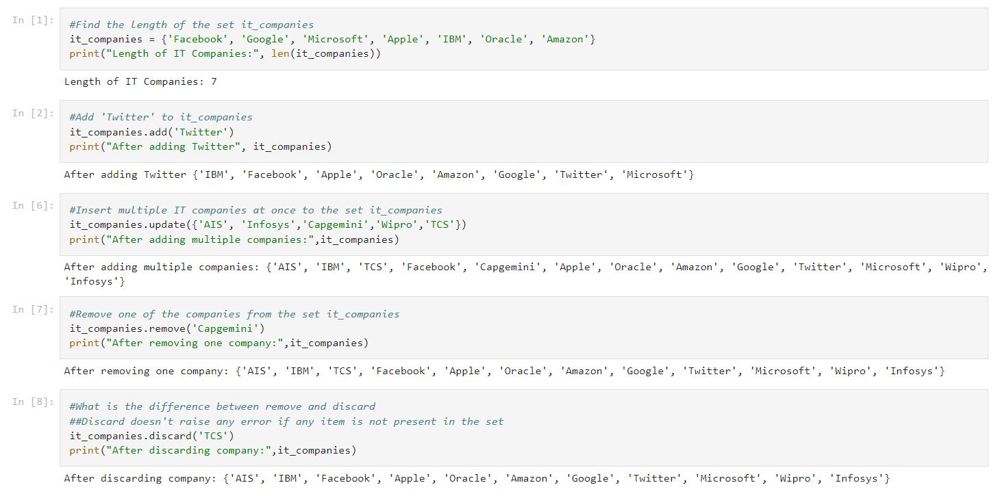 In [1]:
#Find the length of the set it_companies
it_companies = {'Facebook', 'Google', 'Microsoft', 'Apple', 'IBM', 'Oracle', 'Amazon'}
print("Length of IT Companies:", len(it_companies))
Length of IT Companies: 7
In [2]:
#Add 'Twitter' to it_companies
it_companies.add('Twitter')
print("After adding Twitter", it_companies)
After adding Twitter {'IBM', 'Facebook', 'Apple', 'Oracle', 'Amazon', 'Google', 'Twitter', 'Microsoft'}
In [6]:
#Insert multiple IT companies at once to the set it_companies
it_companies.update({'AIS', 'Infosys','Capgemini','Wipro','TCS'})
print("After adding multiple companies:",it_companies)
After adding multiple companies: {'AIS', 'IBM', 'TCS', 'Facebook', 'Capgemini', 'Apple', 'Oracle', 'Amazon', 'Google', 'Twitter', 'Microsoft', 'Wipro',
'Infosys'}
In [7]:
#Remove one of the companies from the set it_companies
it_companies.remove('Capgemini')
print("After removing one company:",it_companies)
After removing one company: {'AIS', 'IBM', 'TCS', 'Facebook', 'Apple', 'Oracle', 'Amazon', 'Google', 'Twitter', 'Microsoft', 'Wipro', 'Infosys'}
In [8]:
#What is the difference between remove and discard
##Discard doesn't raise any error if any item is not present in the set
it_companies.discard('TCS')
print("After discarding company:",it_companies)
After discarding company: {'AIS', 'IBM', 'Facebook', 'Apple', 'Oracle', 'Amazon', 'Google', 'Twitter', 'Microsoft', 'Wipro', 'Infosys'}